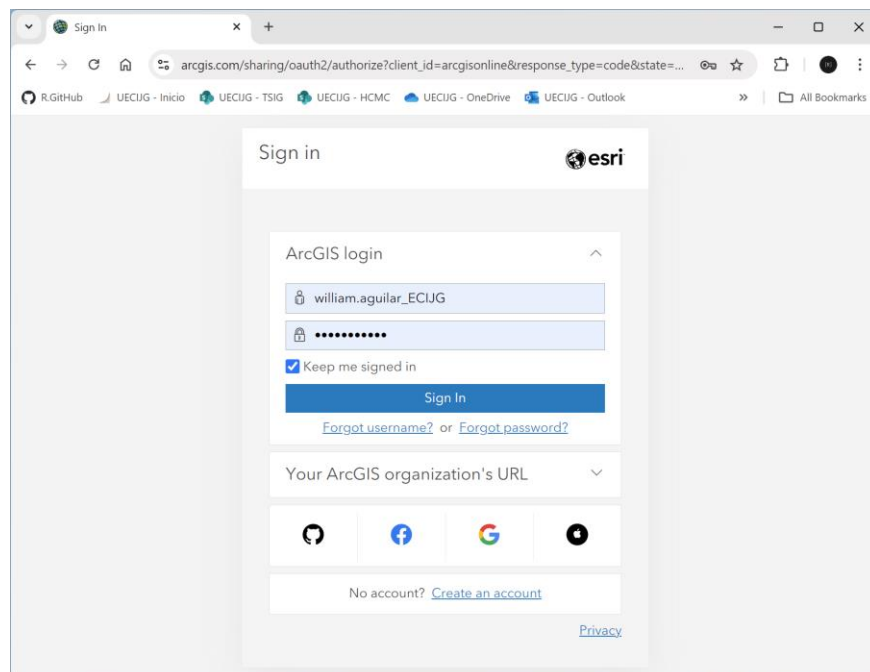 Sign In
arcgis.com/sharing/oauth2/authorize?client_id=arcgisonline&response_type=code&state=...
R.GitHub UECIJG - Inicio UECIJG - TSIG UECIJG - HCMC UECIJG - OneDrive UECIJG - Outlook » All Bookmarks
Sign in esri
ArcGIS login
william.aguilar_ECIJG
•••••••••••
Keep me signed in
Sign In
Forgot username? or Forgot password?
Your ArcGIS organization's URL
No account? Create an account
Privacy